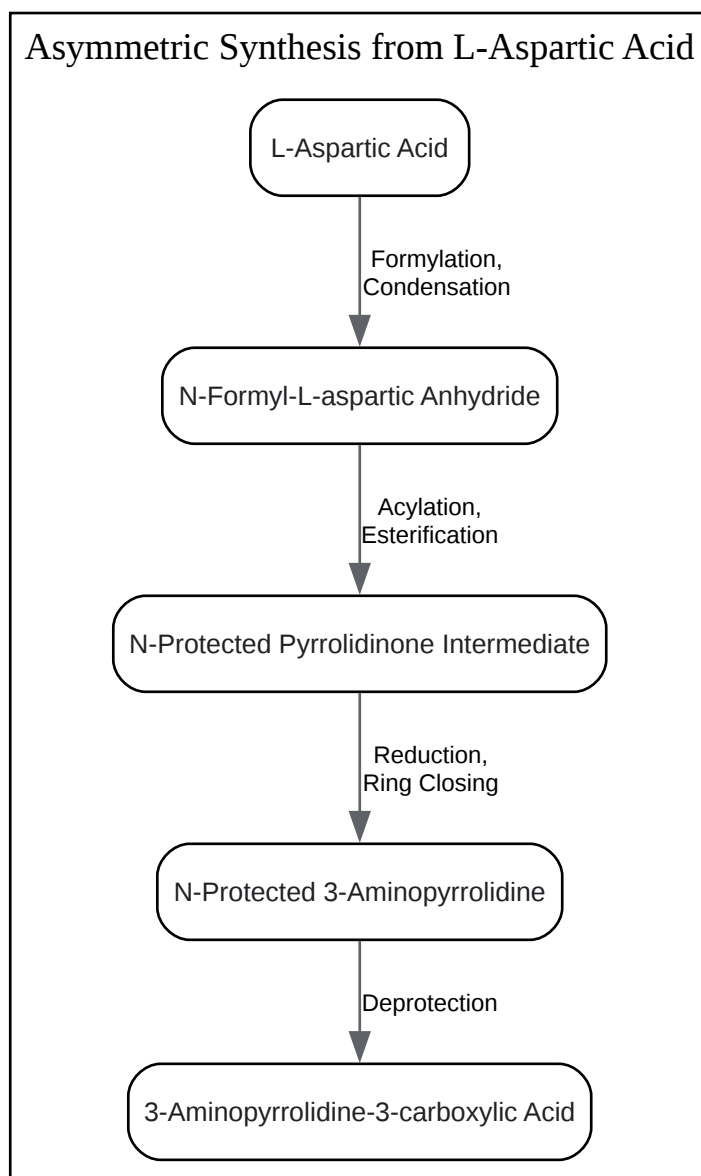 Asymmetric Synthesis from L-Aspartic Acid
L-Aspartic Acid
Formylation,
Condensation
N-Formyl-L-aspartic Anhydride
Acylation,
Esterification
N-Protected Pyrrolidinone Intermediate
Reduction,
Ring Closing
N-Protected 3-Aminopyrrolidine
Deprotection
3-Aminopyrrolidine-3-carboxylic Acid